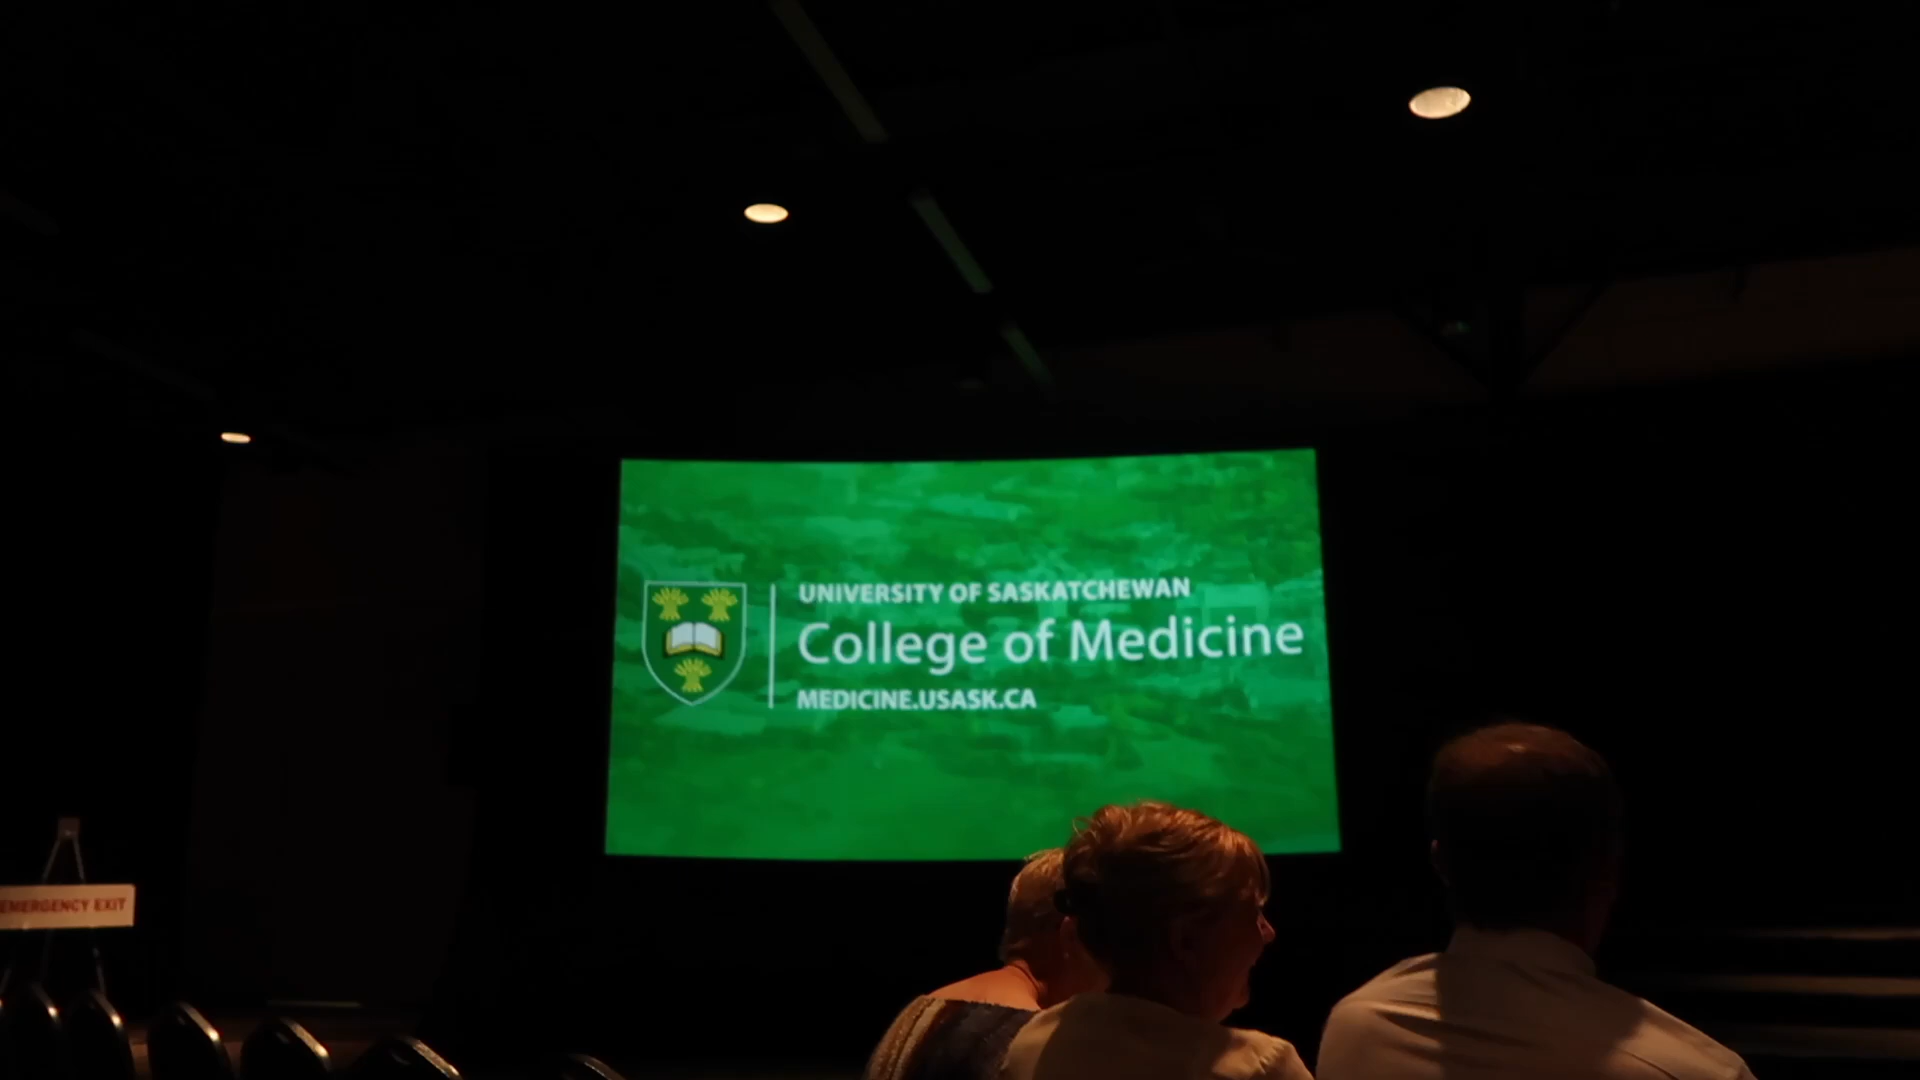 UNIVERSITY OF SASKATCHEWAN
College of Medicine
MEDICINE.USASK.CA
EMERGENCY EXIT